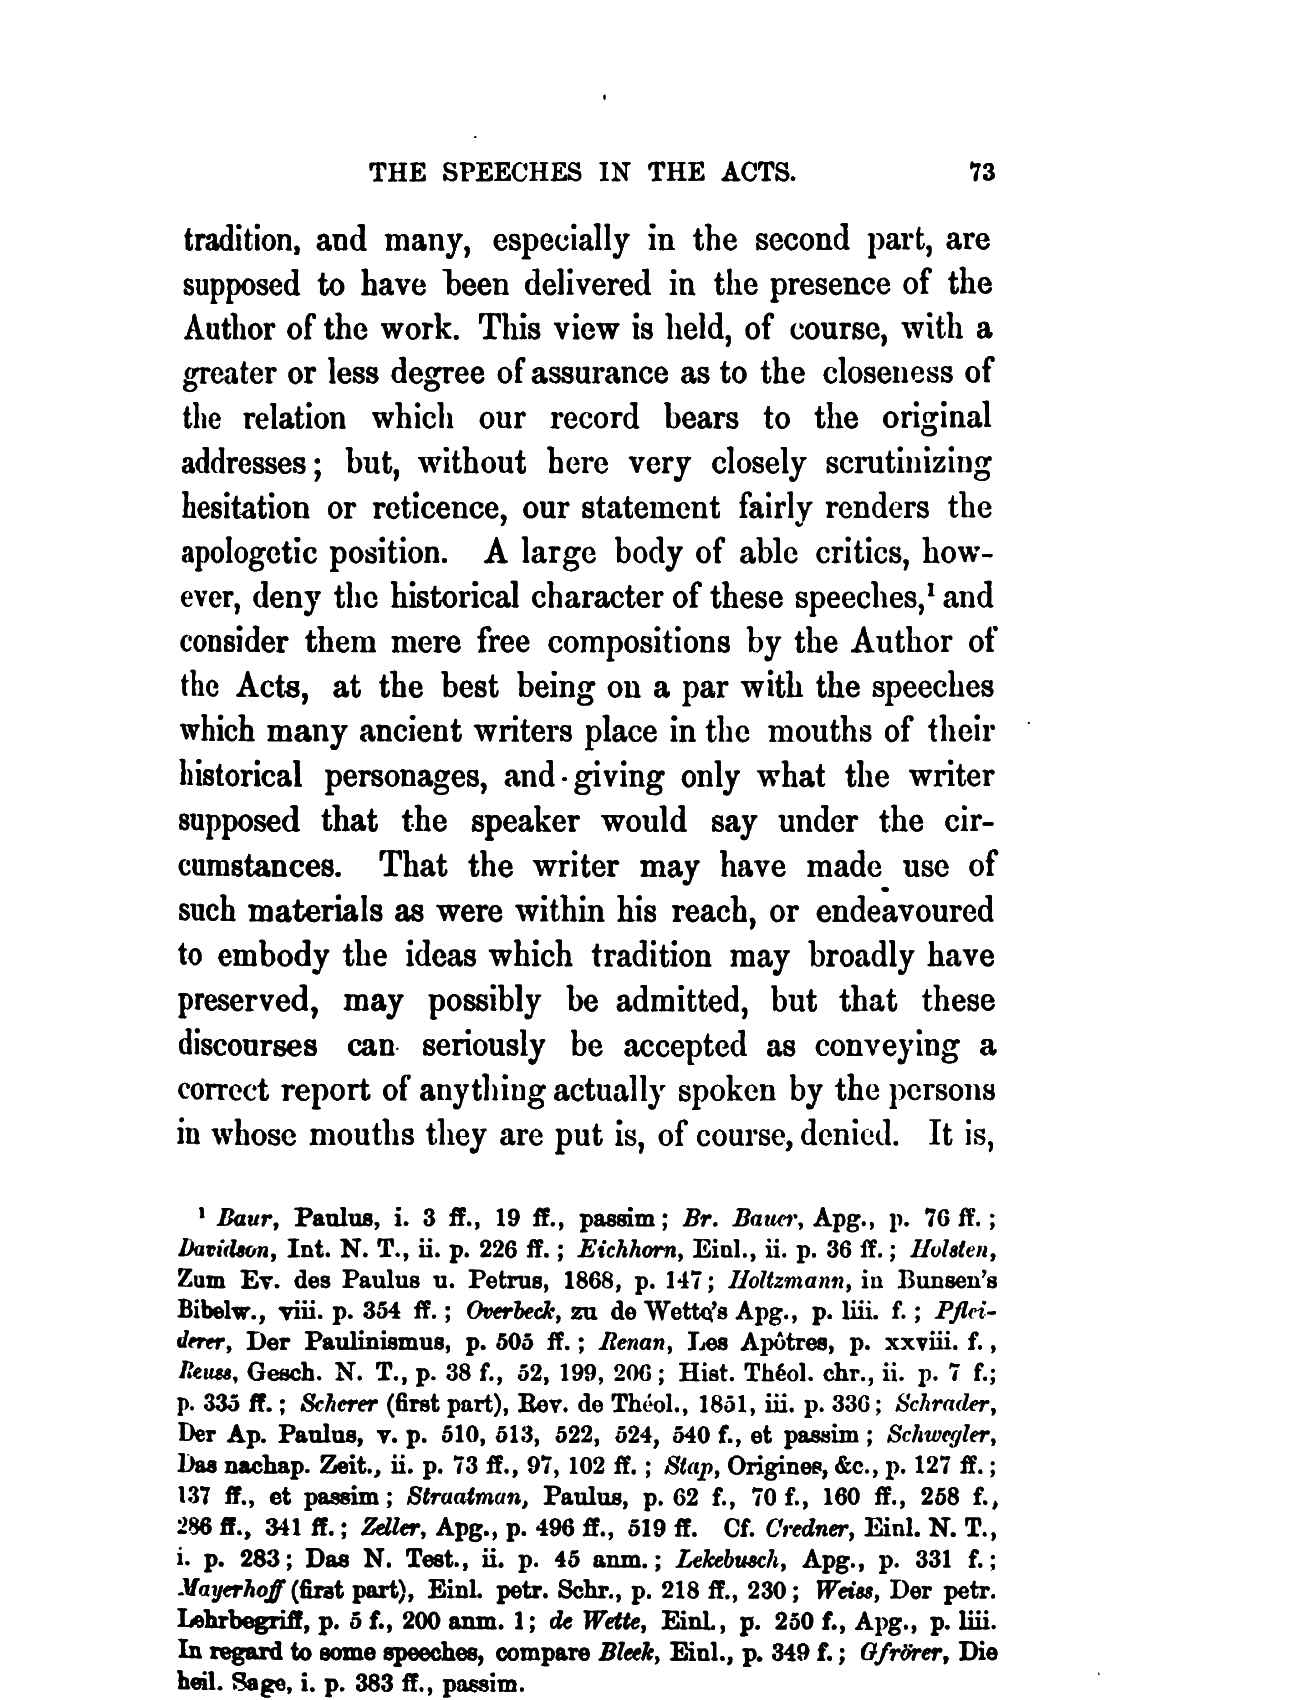 THE SPEECHES IN THE ACTS. 73
tradition, and many, especially in the second part, are
supposed to have been delivered in the presence of the
Author of the work. This view is held, of course, with a
greater or less degree of assurance as to the closeness of
the relation which our record bears to the original
addresses; but, without here very closely scrutinizing
hesitation or reticence, our statement fairly renders the
apologetic position. A large body of able critics, how-
ever, deny the historical character of these speeches,¹ and
consider them mere free compositions by the Author of
the Acts, at the best being on a par with the speeches
which many ancient writers place in the mouths of their
historical personages, and giving only what the writer
supposed that the speaker would say under the cir-
cumstances. That the writer may have made use of
such materials as were within his reach, or endeavoured
to embody the ideas which tradition may broadly have
preserved, may possibly be admitted, but that these
discourses can seriously be accepted as conveying a
correct report of anything actually spoken by the persons
in whose mouths they are put is, of course, denied. It is,
¹ Baur, Paulus, i. 3 ff., 19 ff., passim; Br. Bauer, Apg., p. 76 ff.;
Davidson, Int. N. T., ii. p. 226 ff.; Eichhorn, Einl., ii. p. 36 ff.; Holsten,
Zum Ev. des Paulus u. Petrus, 1868, p. 147; Holtzmann, in Bunsen's
Bibelw., viii. p. 354 ff.; Overbeck, zu de Wette's Apg., p. liii. f.; Pflei-
derer, Der Paulinismus, p. 505 ff.; Renan, Les Apôtres, p. xxviii. f.,
Reuss, Gesch. N. T., p. 38 f., 52, 199, 206; Hist. Théol. chr., ii. p. 7 f.;
p. 335 ff.; Scherer (first part), Rev. de Théol., 1851, iii. p. 336; Schrader,
Der Ap. Paulus, v. p. 510, 513, 522, 524, 540 f., et passim; Schwegler,
Das nachap. Zeit., ii. p. 73 ff., 97, 102 ff.; Stap, Origines, &c., p. 127 ff.;
137 ff., et passim; Straatman, Paulus, p. 62 f., 70 f., 160 ff., 258 f.,
286 ff., 341 ff.; Zeller, Apg., p. 496 ff., 519 ff. Cf. Credner, Einl. N. T.,
i. p. 283; Das N. Test., ii. p. 45 anm.; Lekebusch, Apg., p. 331 f.;
Mayerhoff (first part), Einl. petr. Schr., p. 218 ff., 230; Weiss, Der petr.
Lehrbegriff, p. 5 f., 200 anm. 1; de Wette, Einl., p. 250 f., Apg., p. liii.
In regard to some speeches, compare Bleek, Einl., p. 349 f.; Gfrörer, Die
heil. Sage, i. p. 383 ff., passim.